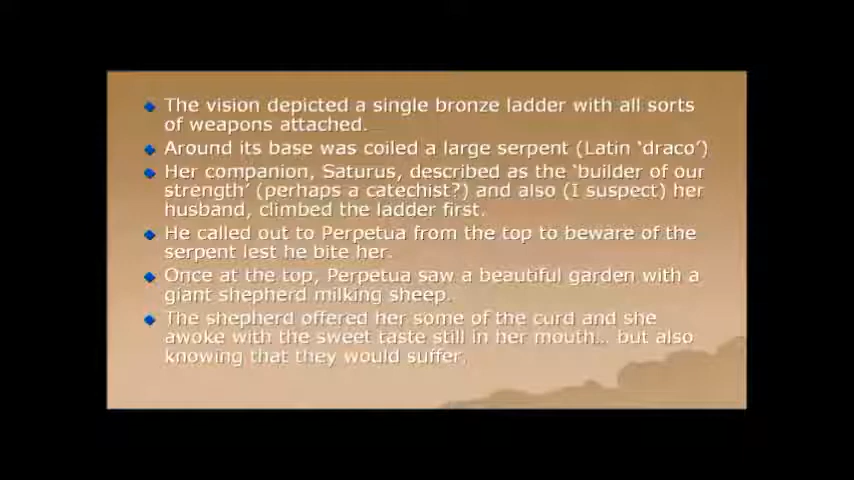 The vision depicted a single bronze ladder with all sorts
of weapons attached.
Around its base was coiled a large serpent (Latin ‘draco’)
Her companion, Saturus, described as the ‘builder of our
strength’ (perhaps a catechist?) and also (I suspect) her
husband, climbed the ladder first.
He called out to Perpetua from the top to beware of the
serpent lest he bite her.
Once at the top, Perpetua saw a beautiful garden with a
giant shepherd milking sheep.
The shepherd offered her some of the curd and she
awoke with the sweet taste still in her mouth… but also
knowing that they would suffer.